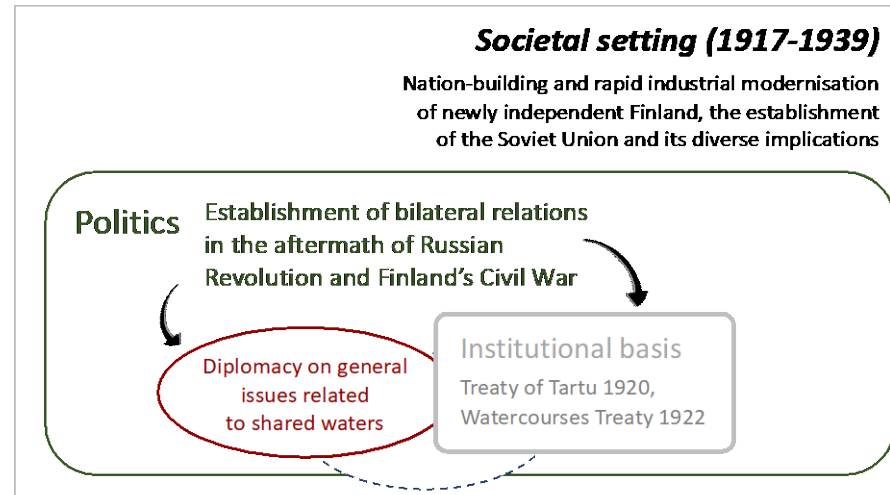 Societal setting (1917-1939)
Nation-building and rapid industrial modernisation
of newly independent Finland, the establishment
of the Soviet Union and its diverse implications
Politics
Establishment of bilateral relations
in the aftermath of Russian
Revolution and Finland's Civil War
Diplomacy on general
issues related
to shared waters
Institutional basis
Treaty of Tartu 1920,
Watercourses Treaty 1922